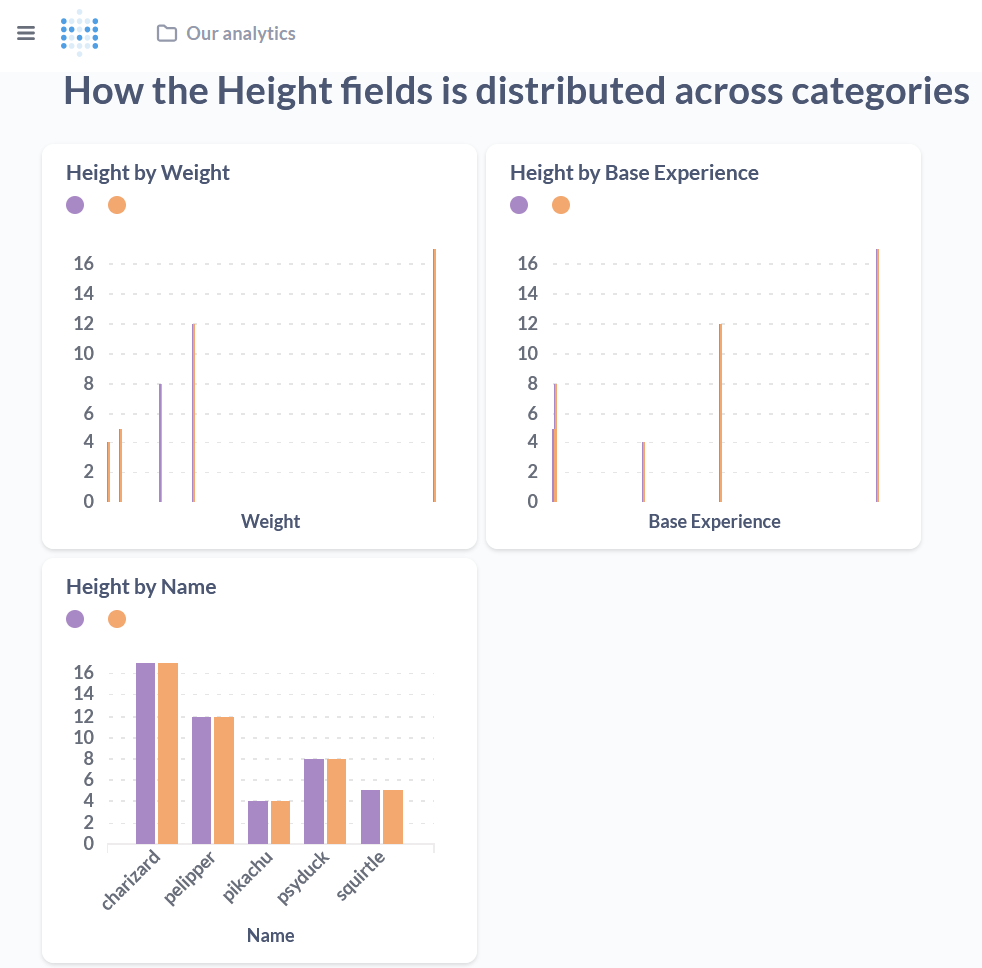 Our analytics
How the Height fields is distributed across categories
Height by Weight
16
14
12
10
8
6
4
2
0
Weight
Height by Base Experience
16
14
12
10
8
6
4
2
0
Base Experience
Height by Name
16
14
12
10
8
6
4
2
0
charizard
pelipper
pikachu
psyduck
squirtle
Name